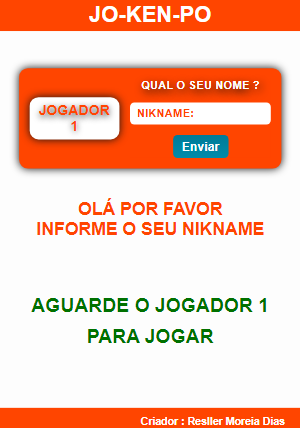 JO-KEN-PO
QUAL O SEU NOME ?
JOGADOR
1
NIKNAME:
Enviar
OLÁ POR FAVOR
INFORME O SEU NIKNAME
AGUARDE O JOGADOR 1
PARA JOGAR
Criador : Resller Moreia Dias